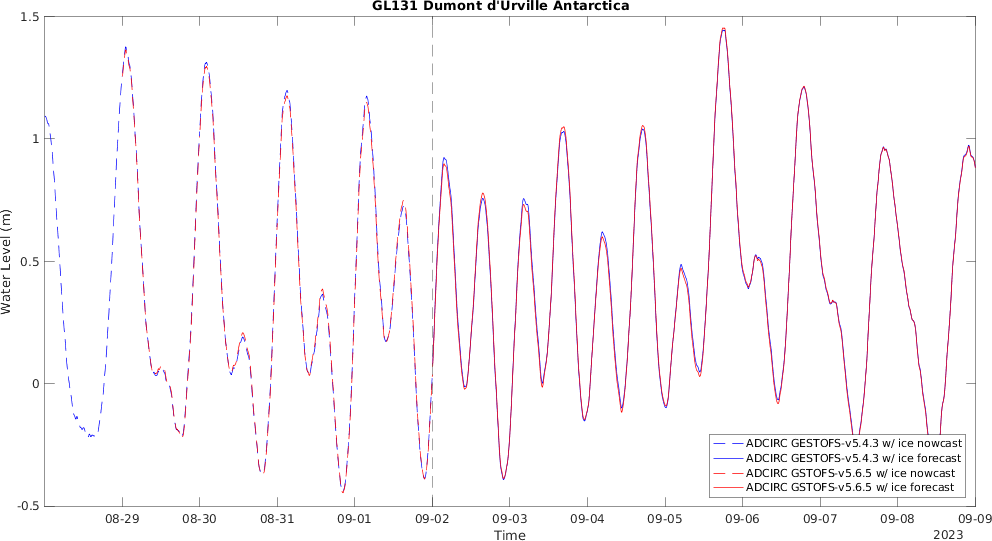 GL131 Dumont d'Urville Antarctica
1.5
1
0.5
0
-0.5
Water Level (m)
08-29 08-30 08-31 09-01 09-02 09-03 09-04 09-05 09-06 09-07 09-08 09-09
Time
2023
ADCIRC GESTOFS-v5.4.3 w/ ice nowcast
ADCIRC GESTOFS-v5.4.3 w/ ice forecast
ADCIRC GSTOFS-v5.6.5 w/ ice nowcast
ADCIRC GSTOFS-v5.6.5 w/ ice forecast